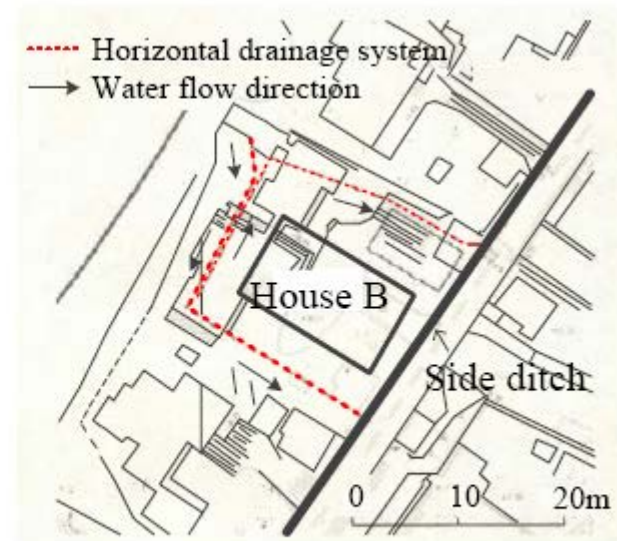 Horizontal drainage system
Water flow direction
House B
Side ditch
0 10 20m